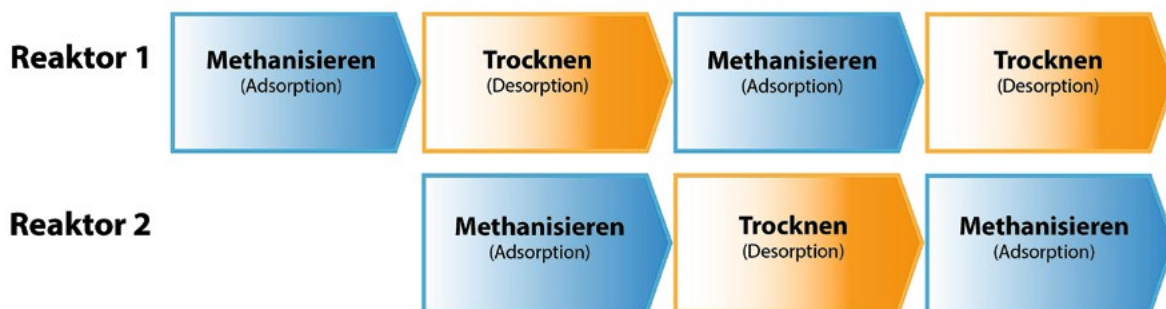 Reaktor 1
Methanisieren
(Adsorption)
Trocknen
(Desorption)
Methanisieren
(Adsorption)
Trocknen
(Desorption)
Reaktor 2
Methanisieren
(Adsorption)
Trocknen
(Desorption)
Methanisieren
(Adsorption)